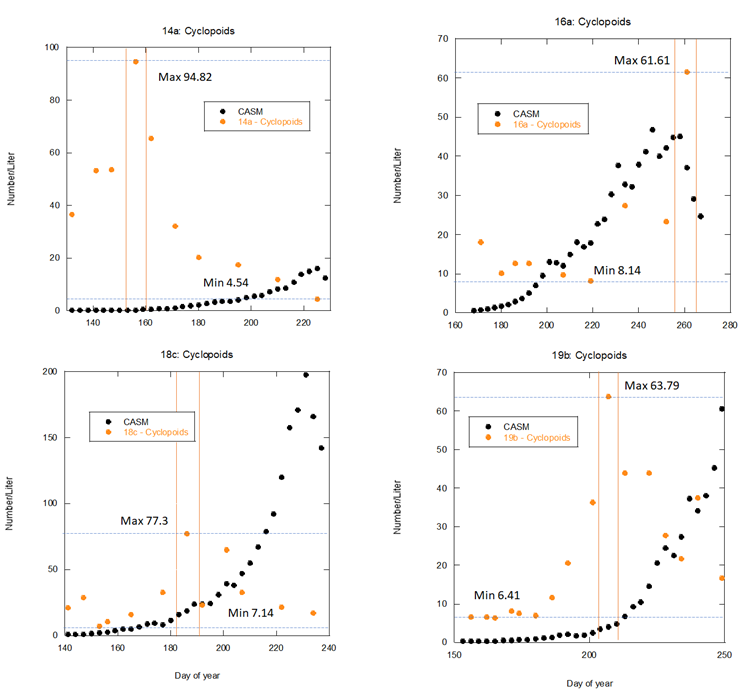 14a: Cyclopoids
100
80
60
40
20
0
140 160 180 200 220
Number/Liter
Max 94.82
CASM
14a - Cyclopoids
Min 4.54
16a: Cyclopoids
70
60
50
40
30
20
10
0
160 180 200 220 240 260 280
Number/Liter
Max 61.61
CASM
16a - Cyclopoids
Min 8.14
18c: Cyclopoids
200
150
100
50
0
140 160 180 200 220 240
Number/Liter
Day of year
CASM
18c - Cyclopoids
Max 77.3
Min 7.14
19b: Cyclopoids
70
60
50
40
30
20
10
0
150 200 250
Number/Liter
Day of year
Max 63.79
CASM
19b - Cyclopoids
Min 6.41